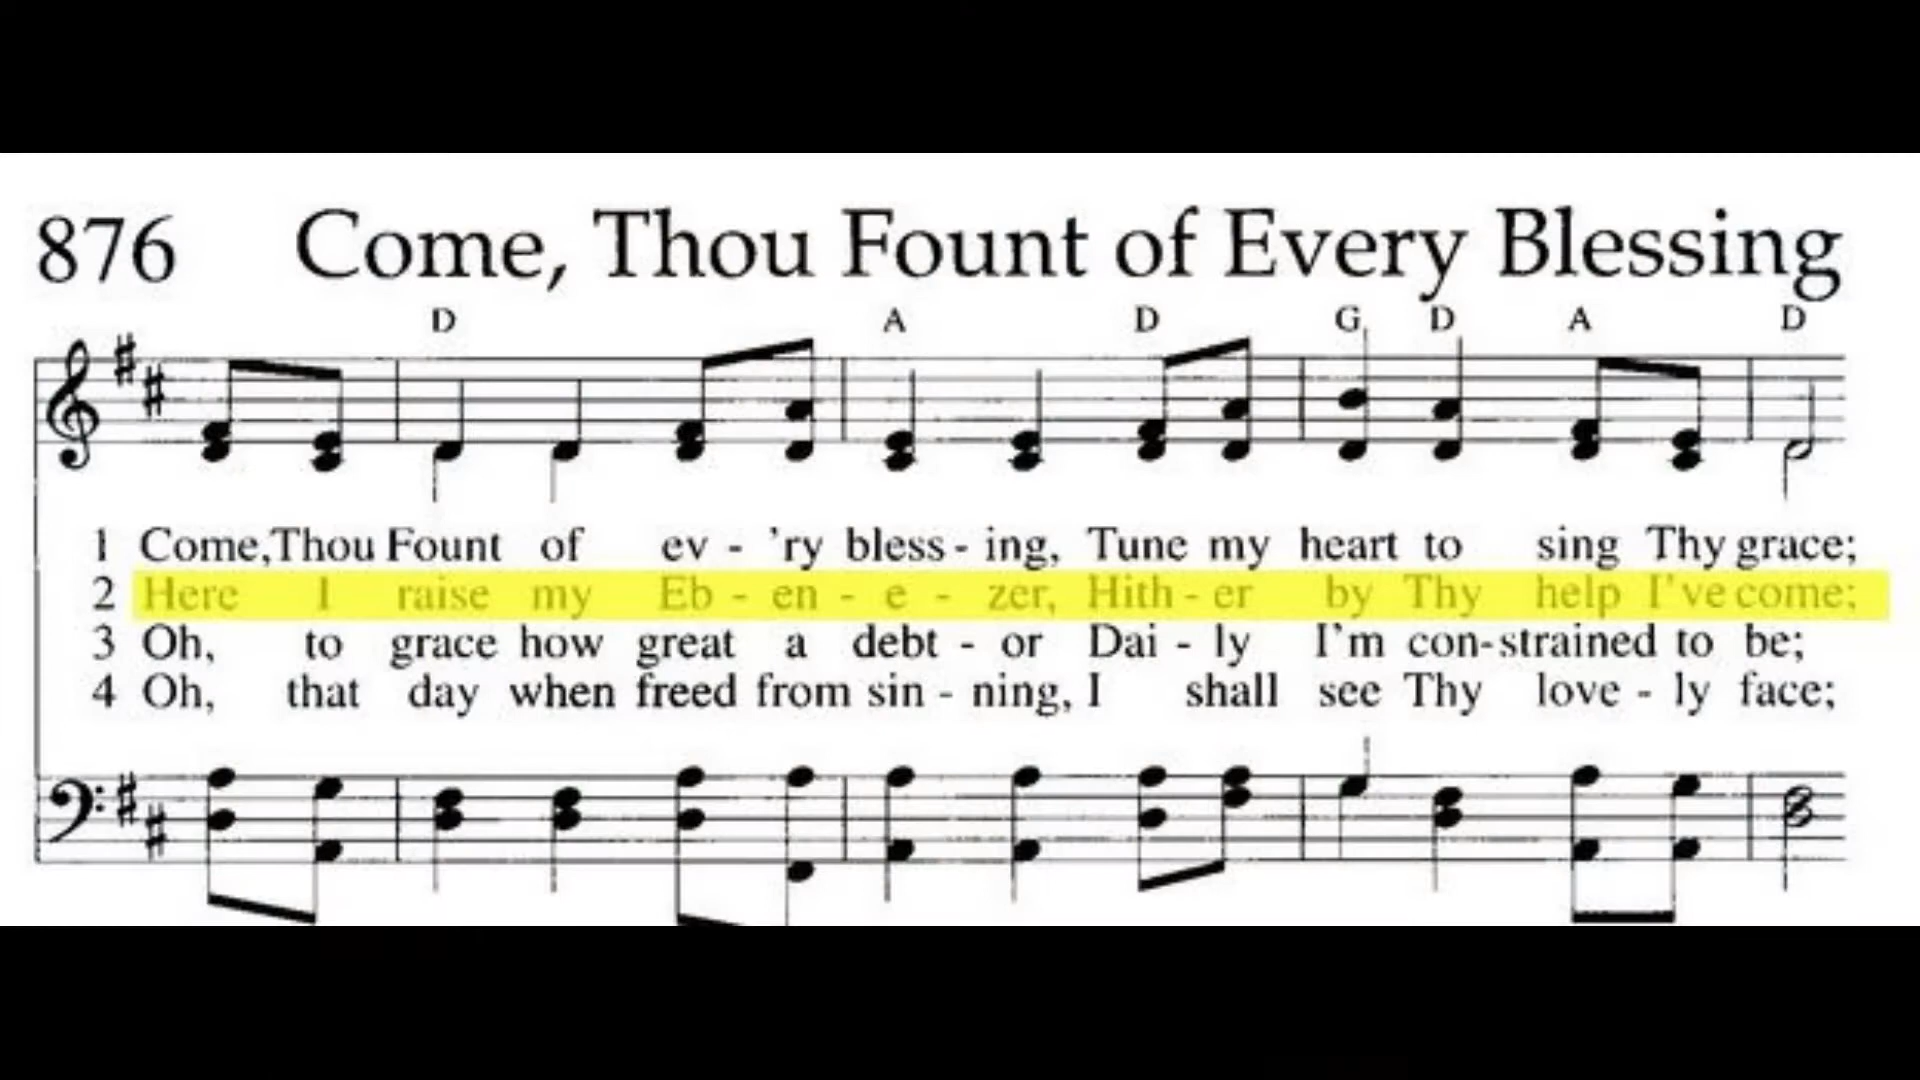 876 Come, Thou Fount of Every Blessing
D A D G D A D
1 Come, Thou Fount of ev - 'ry bless - ing, Tune my heart to sing Thy grace;
2 Here I raise my Eb - en - e - zer, Hith - er by Thy help I've come;
3 Oh, to grace how great a debt - or Dai - ly I'm con-strained to be;
4 Oh, that day when freed from sin - ning, I shall see Thy love - ly face;